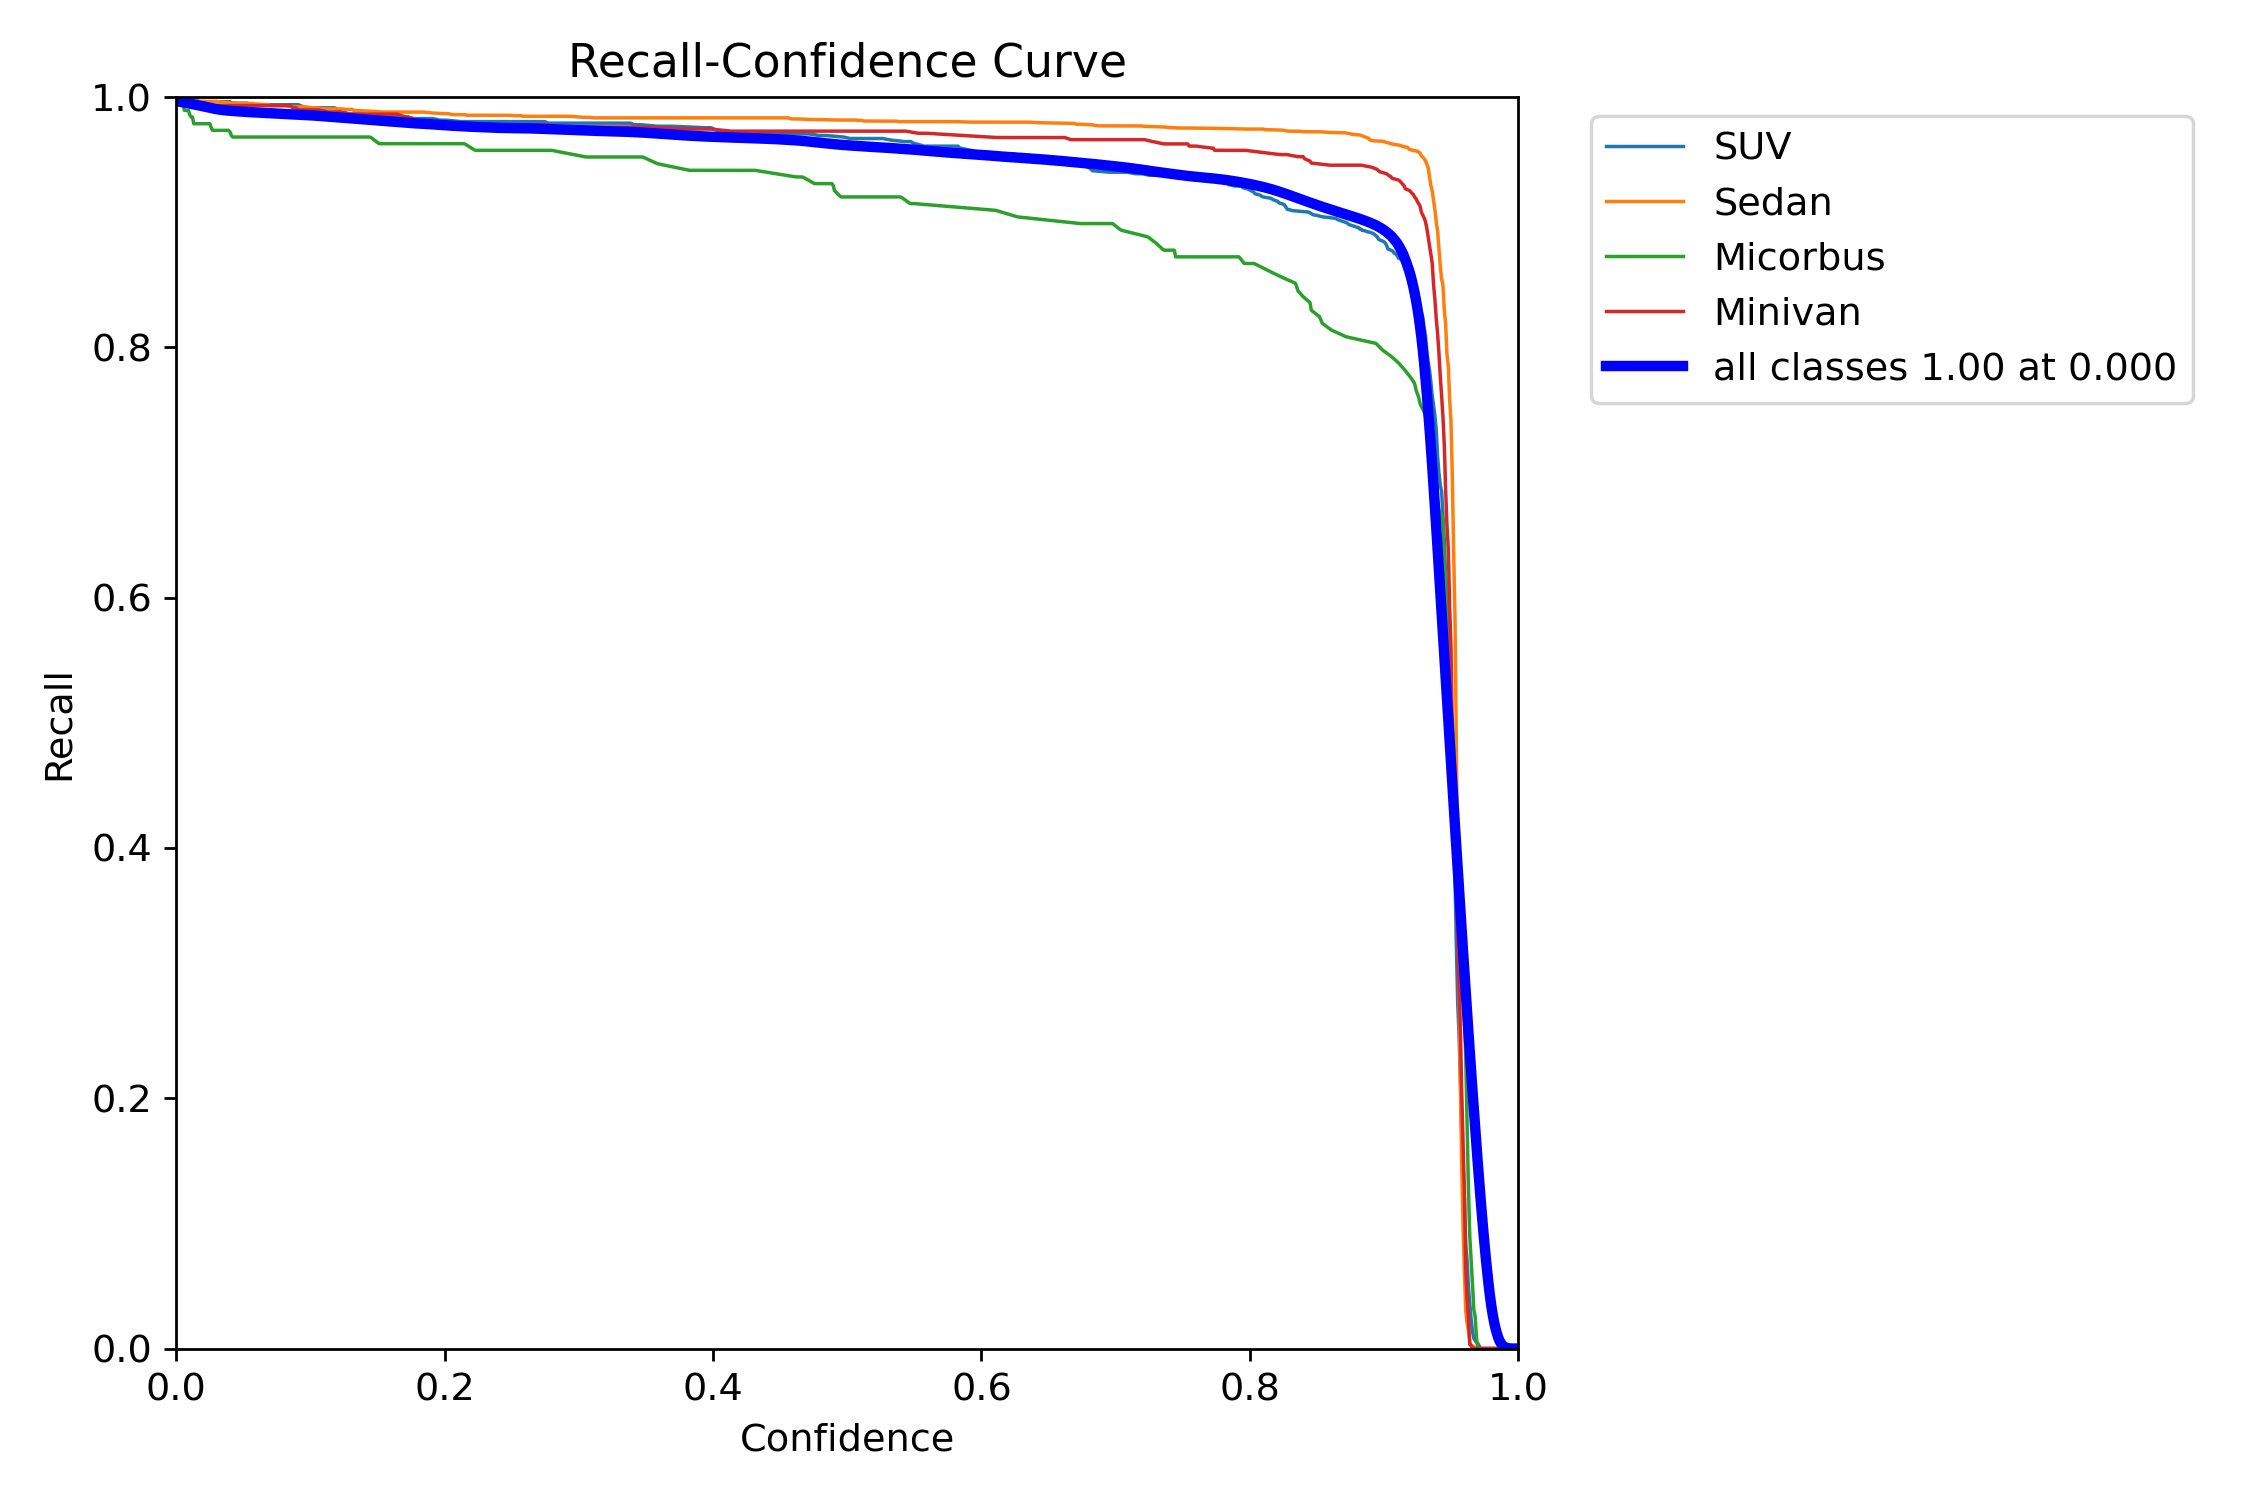 Recall-Confidence Curve
1.0
0.8
0.6
0.4
0.2
0.0
Recall
0.0 0.2 0.4 0.6 0.8 1.0
Confidence
SUV
Sedan
Micorbus
Minivan
all classes 1.00 at 0.000